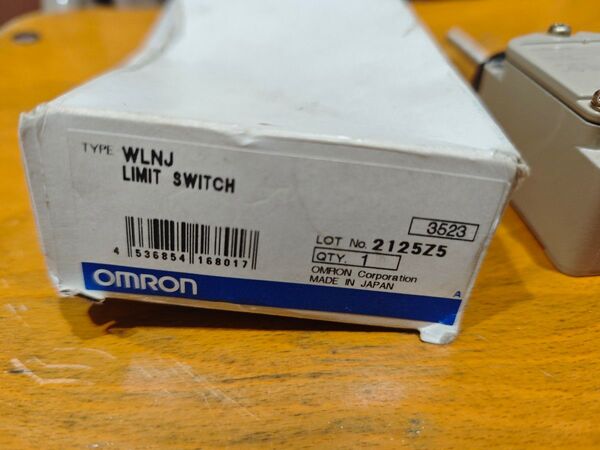 TYPE WLNJ
LIMIT SWITCH
3523
LOT No. 2125Z5
QTY. 1
4 536854 168017
OMRON Corporation
MADE IN JAPAN
OMRON
A